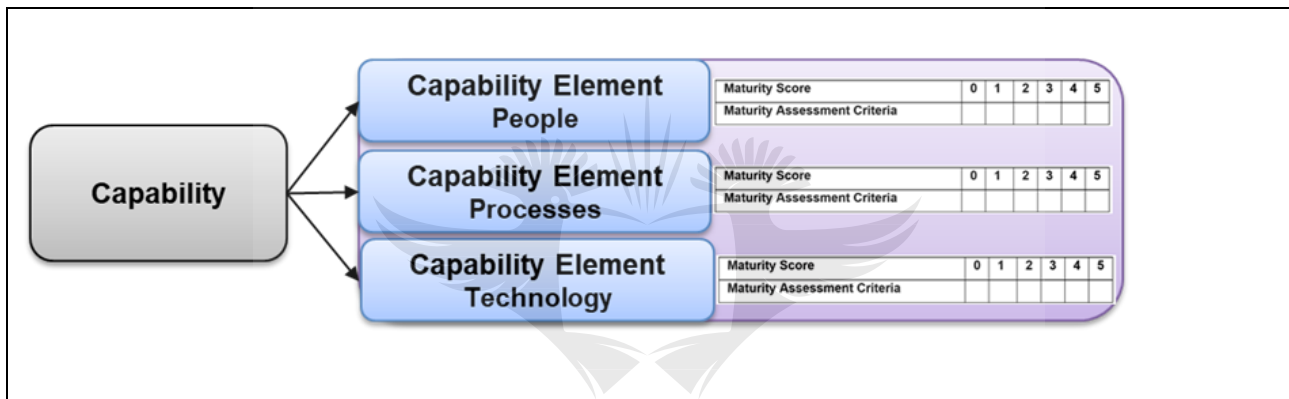 Capability
Capability Element
People
Maturity Score 0 1 2 3 4 5
Maturity Assessment Criteria
Capability Element
Processes
Maturity Score 0 1 2 3 4 5
Maturity Assessment Criteria
Capability Element
Technology
Maturity Score 0 1 2 3 4 5
Maturity Assessment Criteria